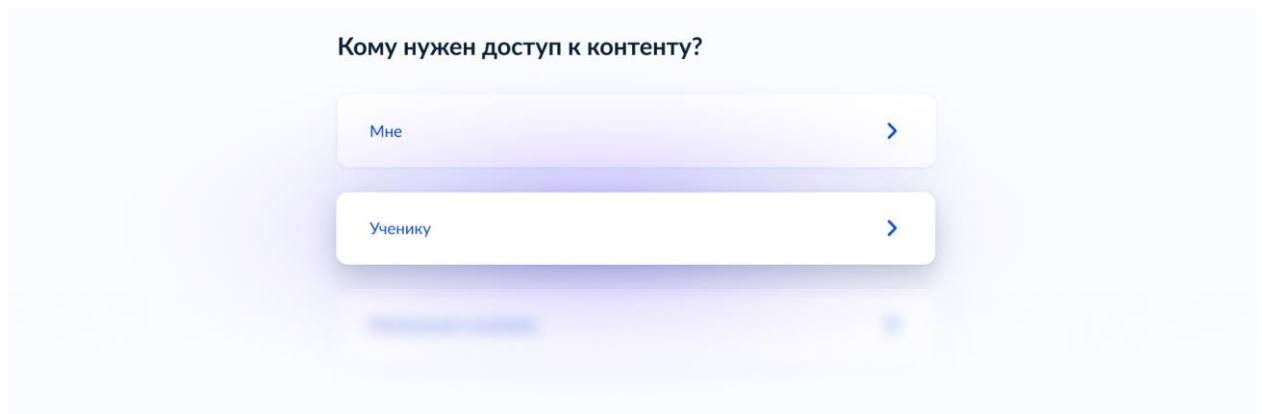 Кому нужен доступ к контенту?
Мне
Ученику